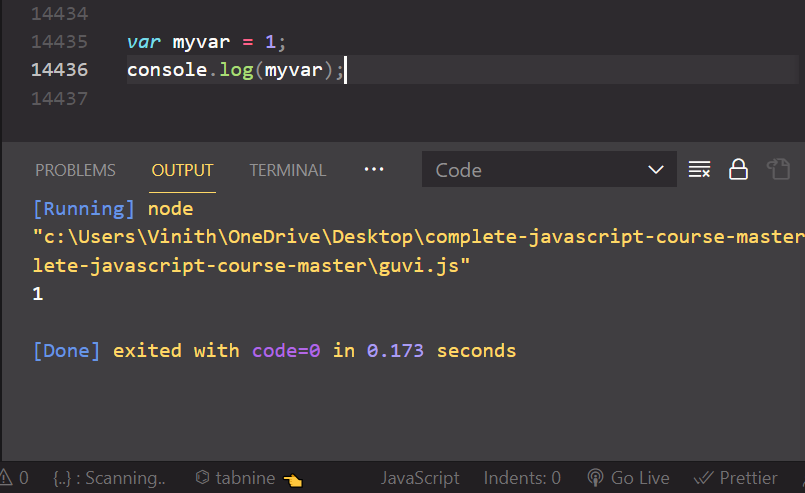 14434
14435 var myvar = 1;
14436 console.log(myvar);
14437
PROBLEMS OUTPUT TERMINAL ... Code
[Running] node
"c:\Users\Vinith\OneDrive\Desktop\complete-javascript-course-master
lete-javascript-course-master\guvi.js"
1
[Done] exited with code=0 in 0.173 seconds
0 {..} : Scanning.. tabnine JavaScript Indents: 0 Go Live Prettier